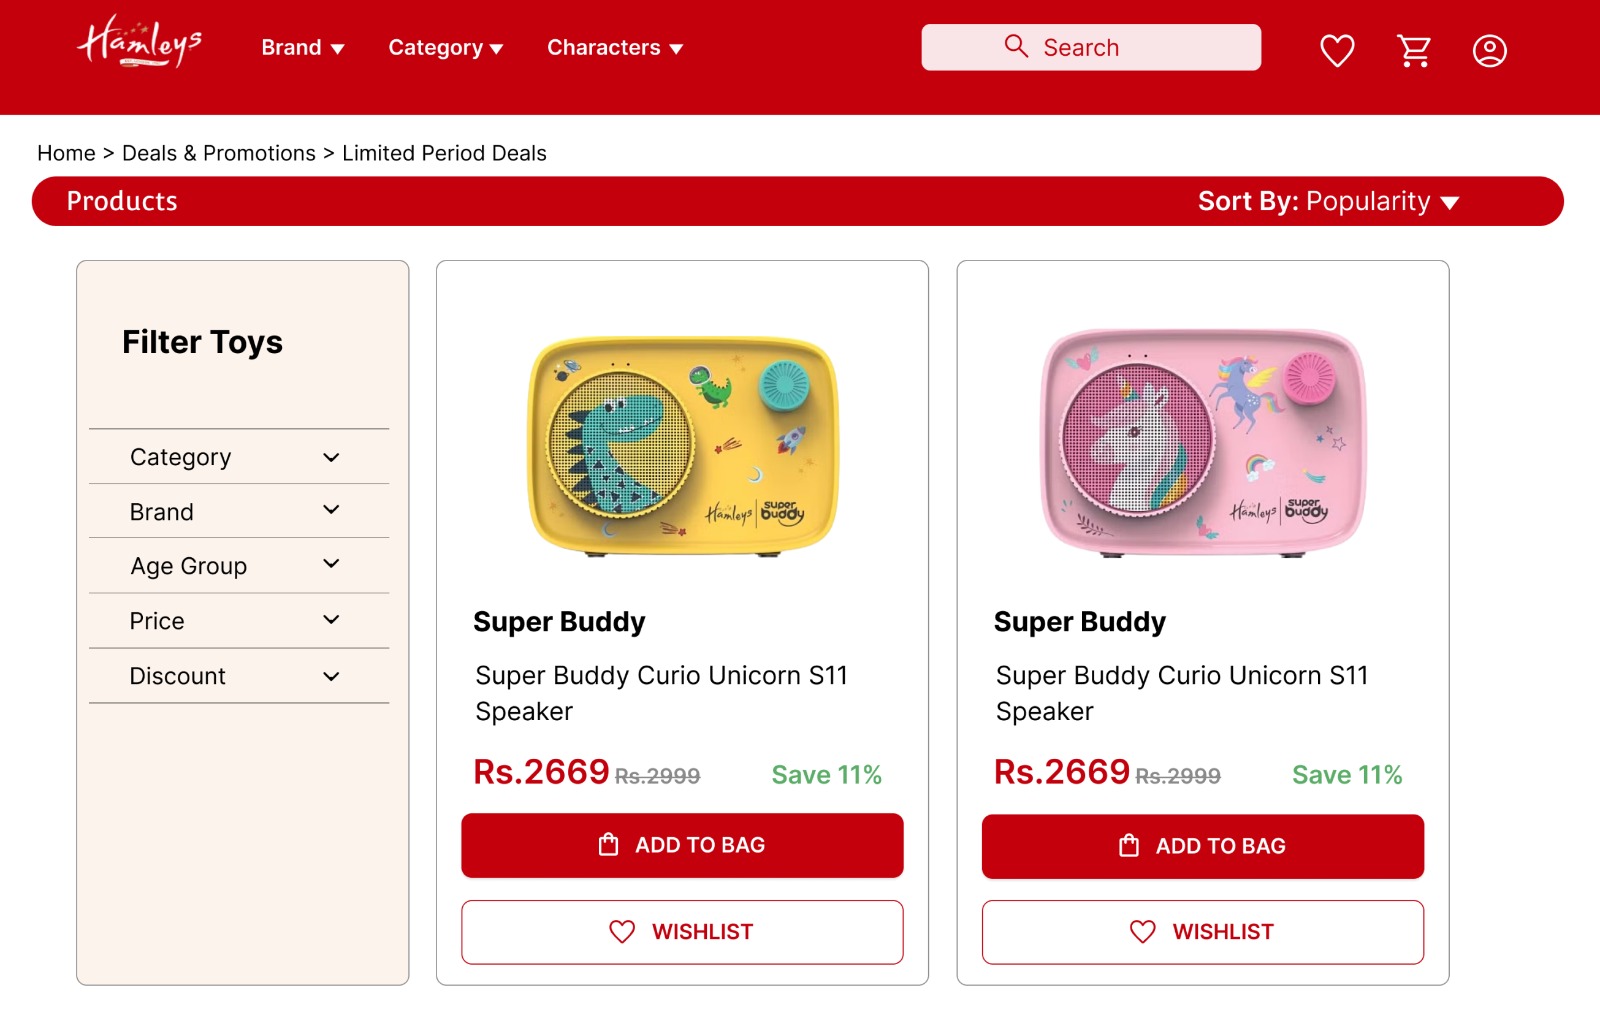 Hamleys
Brand
Category
Characters
Search
Home > Deals & Promotions > Limited Period Deals
Products
Sort By: Popularity
Filter Toys
Category
Brand
Age Group
Price
Discount
Hamleys | super buddy
Super Buddy
Super Buddy Curio Unicorn S11
Speaker
Rs.2669 Rs.2999 Save 11%
ADD TO BAG
WISHLIST
Hamleys | super buddy
Super Buddy
Super Buddy Curio Unicorn S11
Speaker
Rs.2669 Rs.2999 Save 11%
ADD TO BAG
WISHLIST